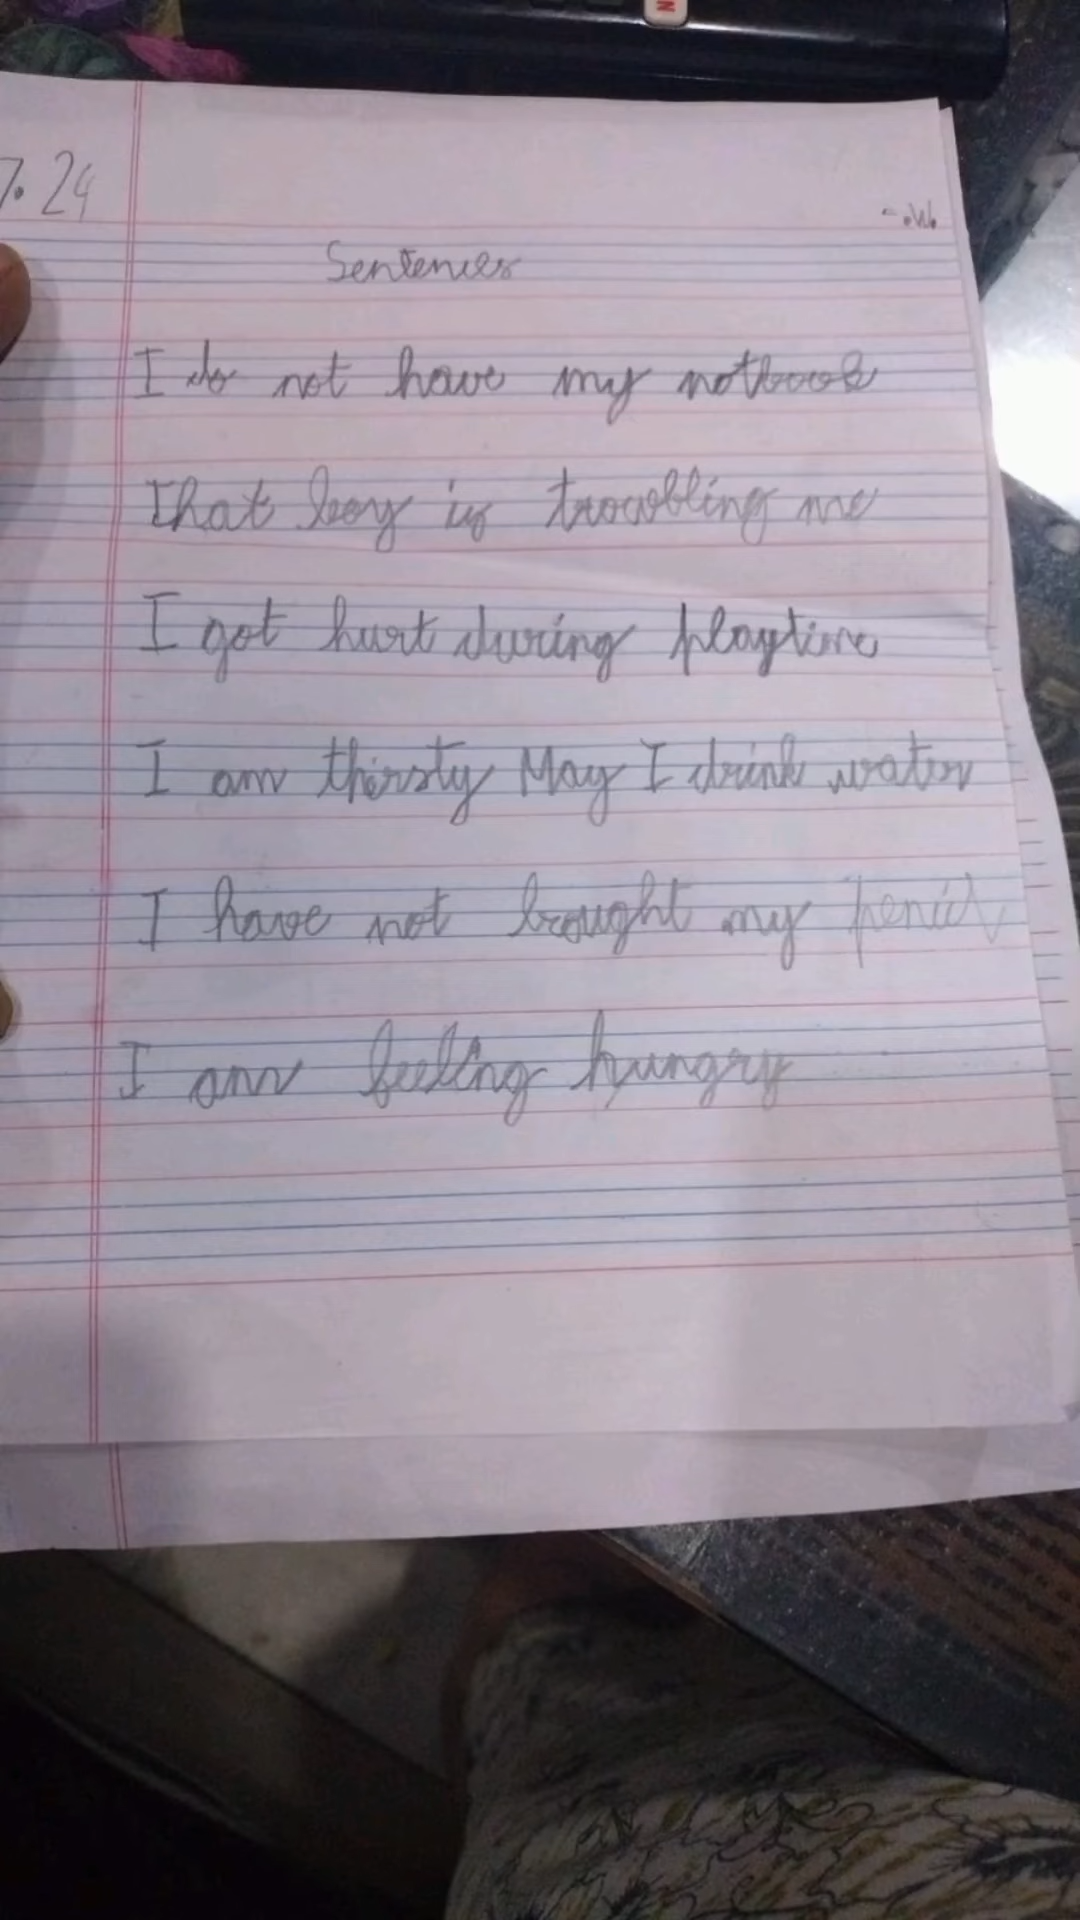 7.24
.W.
Sentences
I do not have my notbook
That boy is troubling me
I got hurt during playtime
I am thirsty May I drink water
I have not brought my pencil
I am feeling hungry